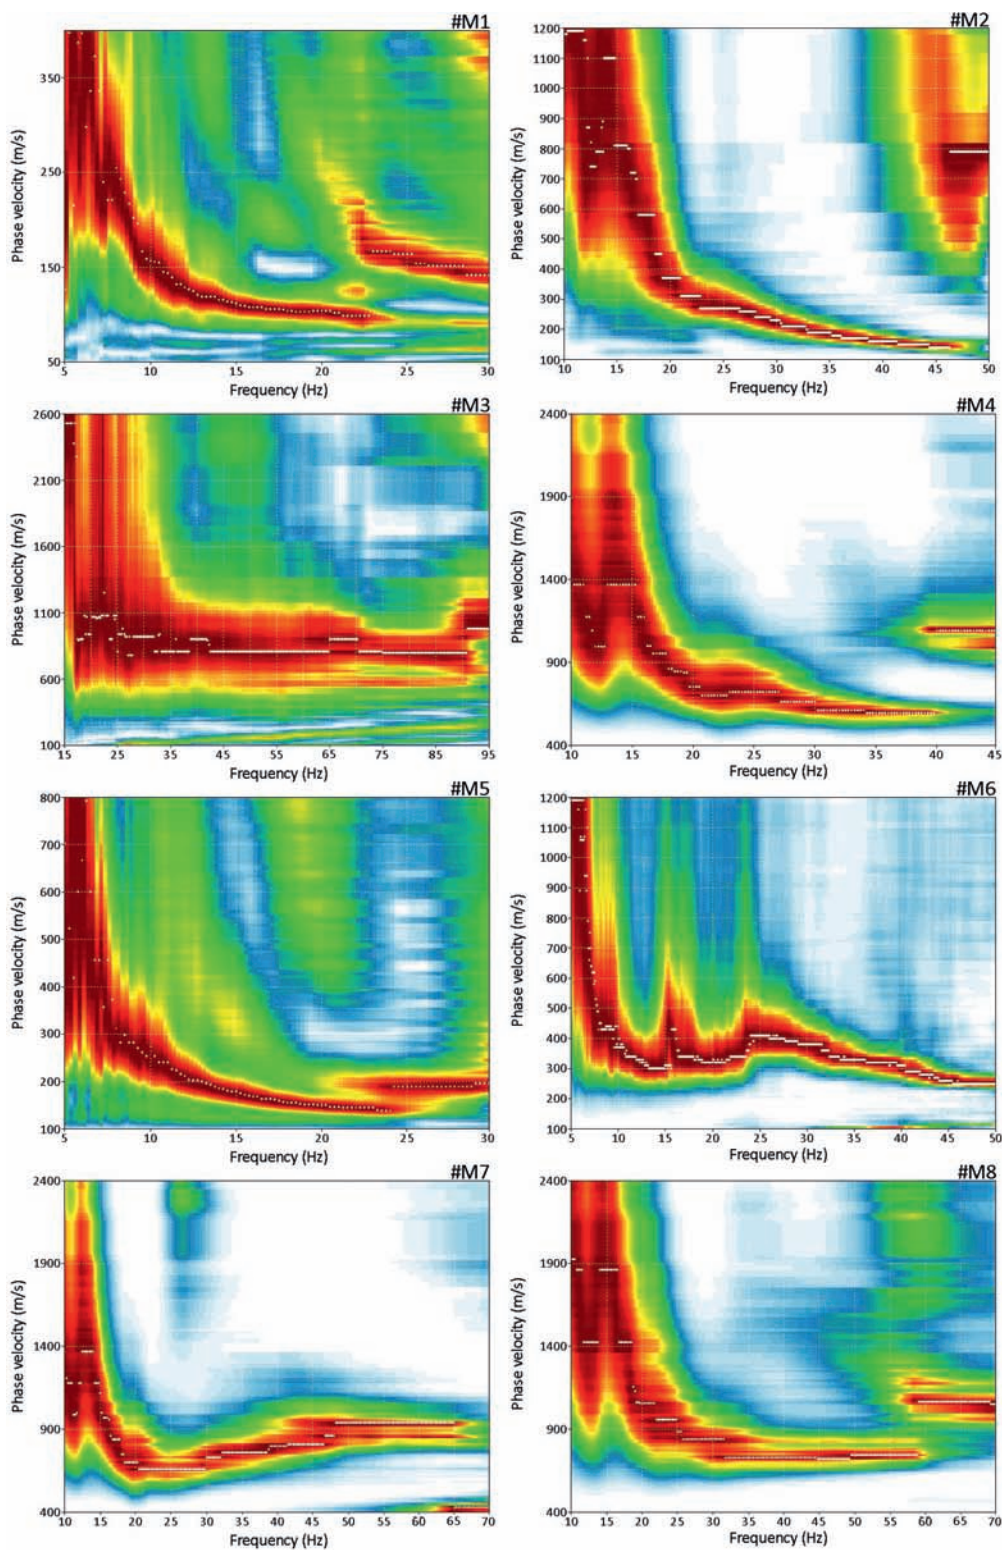 #M1
Phase velocity (m/s)
350
250
150
50
5 10 15 20 25 30
Frequency (Hz)
#M2
Phase velocity (m/s)
1200
1100
1000
900
800
700
600
500
400
300
200
100
10 15 20 25 30 35 40 45 50
Frequency (Hz)
#M3
Phase velocity (m/s)
2600
2100
1600
1100
600
100
15 25 35 45 55 65 75 85 95
Frequency (Hz)
#M4
Phase velocity (m/s)
2400
1900
1400
900
400
10 15 20 25 30 35 40 45
Frequency (Hz)
#M5
Phase velocity (m/s)
800
700
600
500
400
300
200
100
5 10 15 20 25 30
Frequency (Hz)
#M6
Phase velocity (m/s)
1200
1100
1000
900
800
700
600
500
400
300
200
100
5 10 15 20 25 30 35 40 45 50
Frequency (Hz)
#M7
Phase velocity (m/s)
2400
1900
1400
900
400
10 15 20 25 30 35 40 45 50 55 60 65 70
Frequency (Hz)
#M8
Phase velocity (m/s)
2400
1900
1400
900
400
10 15 20 25 30 35 40 45 50 55 60 65 70
Frequency (Hz)